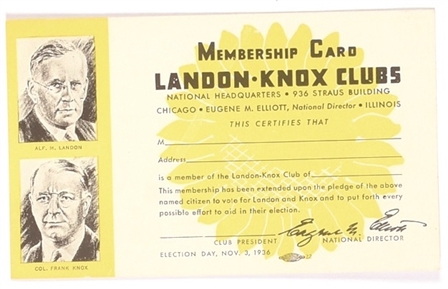 MEMBERSHIP CARD
LANDON·KNOX CLUBS
NATIONAL HEADQUARTERS • 936 STRAUS BUILDING
CHICAGO • EUGENE M. ELLIOTT, National Director • ILLINOIS
THIS CERTIFIES THAT
M
Address
is a member of the Landon-Knox Club of
This membership has been extended upon the pledge of the above
named citizen to vote for Landon and Knox and to put forth every
possible effort to aid in their election.
Eugene M. Elliott
CLUB PRESIDENT NATIONAL DIRECTOR
ELECTION DAY, NOV. 3, 1936
ALF. M. LANDON
COL. FRANK KNOX